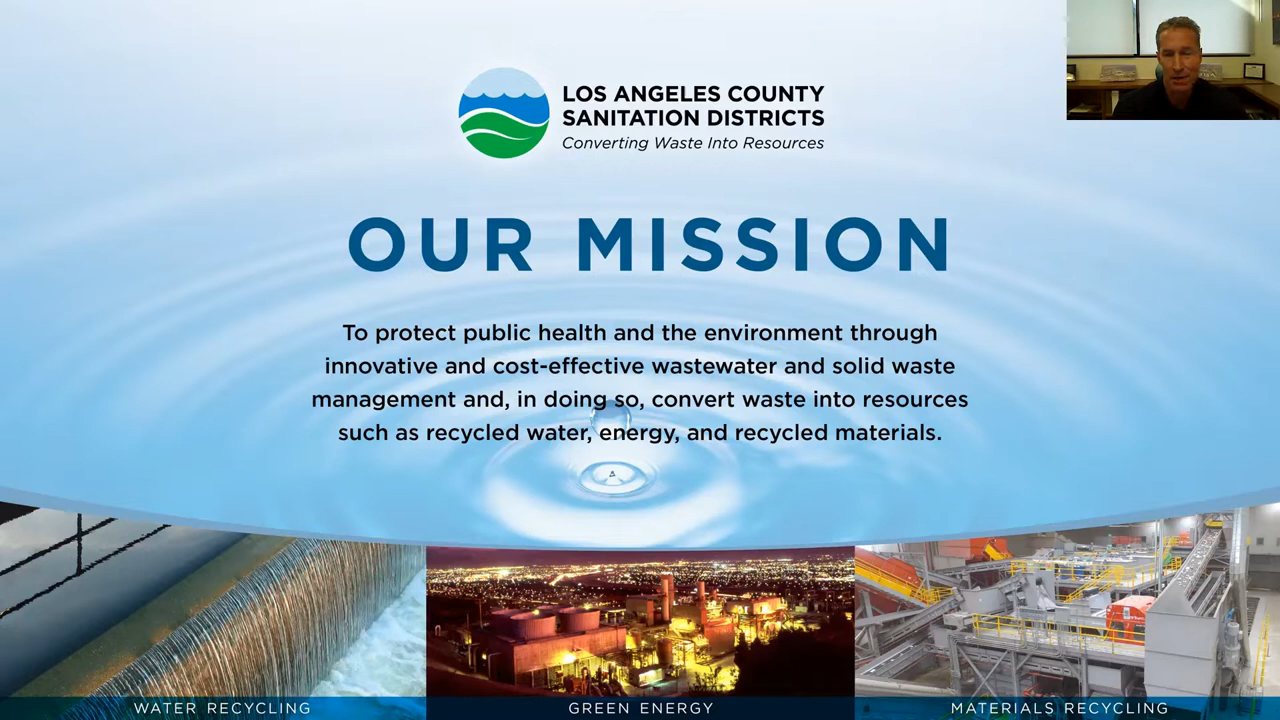 LOS ANGELES COUNTY
SANITATION DISTRICTS
Converting Waste Into Resources
OUR MISSION
To protect public health and the environment through
innovative and cost-effective wastewater and solid waste
management and, in doing so, convert waste into resources
such as recycled water, energy, and recycled materials.
WATER RECYCLING
GREEN ENERGY
MATERIALS RECYCLING